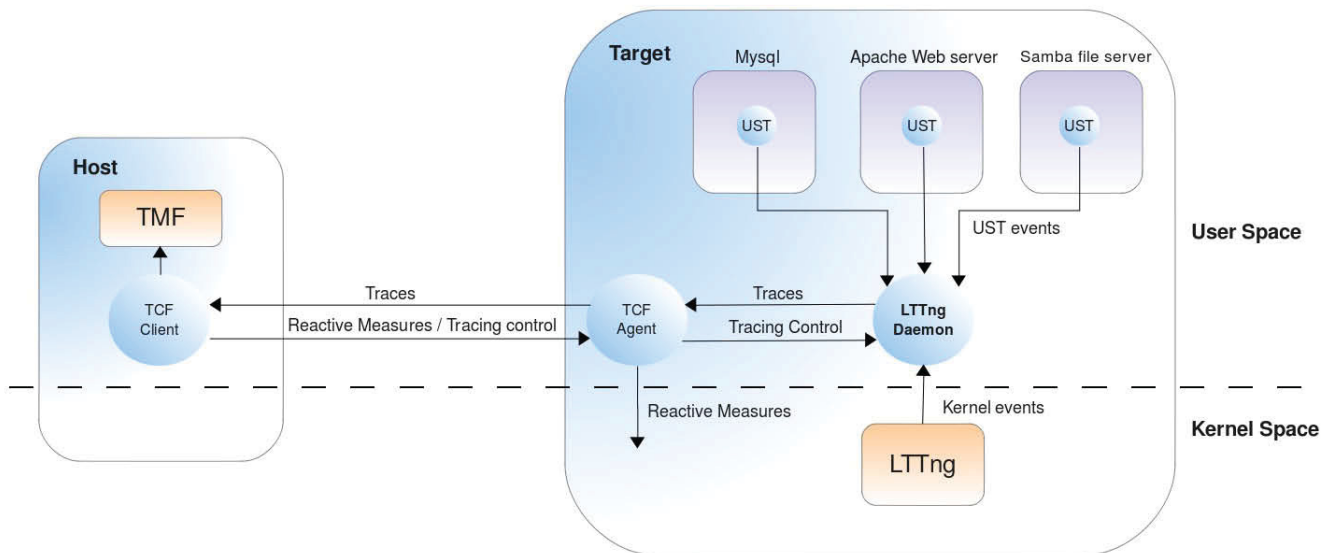 Target
Mysql
Apache Web server
Samba file server
UST
UST
UST
Host
TMF
UST events
User Space
TCF
Client
Traces
Reactive Measures / Tracing control
TCF
Agent
Traces
Tracing Control
LTTng
Daemon
Reactive Measures
Kernel events
Kernel Space
LTTng